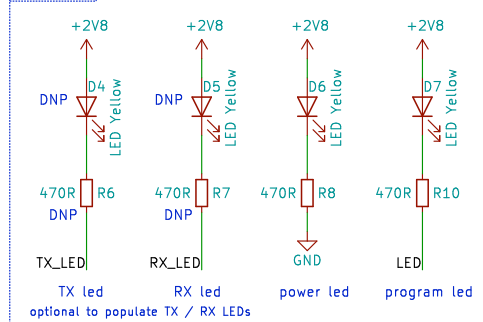 +2V8 +2V8 +2V8 +2V8
D4 D5 D6 D7
DNP DNP
LED Yellow LED Yellow LED Yellow LED Yellow
470R R6 470R R7 470R R8 470R R10
DNP DNP
TX_LED RX_LED GND LED
TX led RX led power led program led
optional to populate TX / RX LEDs